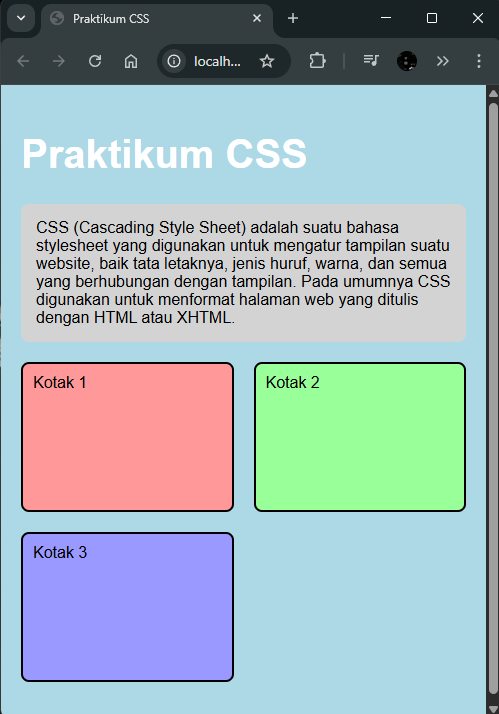 Praktikum CSS
localh...
Praktikum CSS
CSS (Cascading Style Sheet) adalah suatu bahasa
stylesheet yang digunakan untuk mengatur tampilan suatu
website, baik tata letaknya, jenis huruf, warna, dan semua
yang berhubungan dengan tampilan. Pada umumnya CSS
digunakan untuk menformat halaman web yang ditulis
dengan HTML atau XHTML.
Kotak 1
Kotak 2
Kotak 3